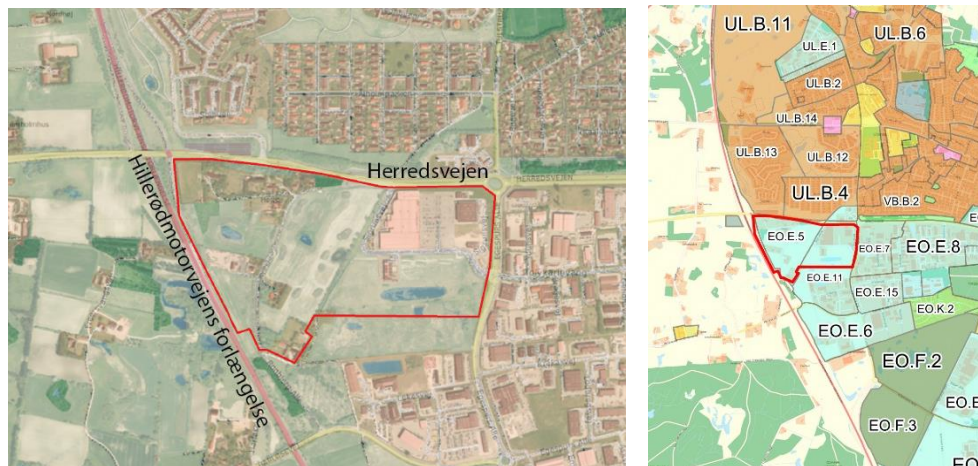 Herredsvejen
HERREDSVEJEN
Hillerødmotorvejens forlængelse
UL.B.11
UL.B.6
UL.E.1
UL.B.2
UL.B.14
UL.B.13
UL.B.12
UL.B.4
VB.B.2
EO.E.5
EO.E.7
EO.E.8
EO.E.11
EO.E.15
EO.K.2
EO.E.6
EO.F.2
EO.F.3